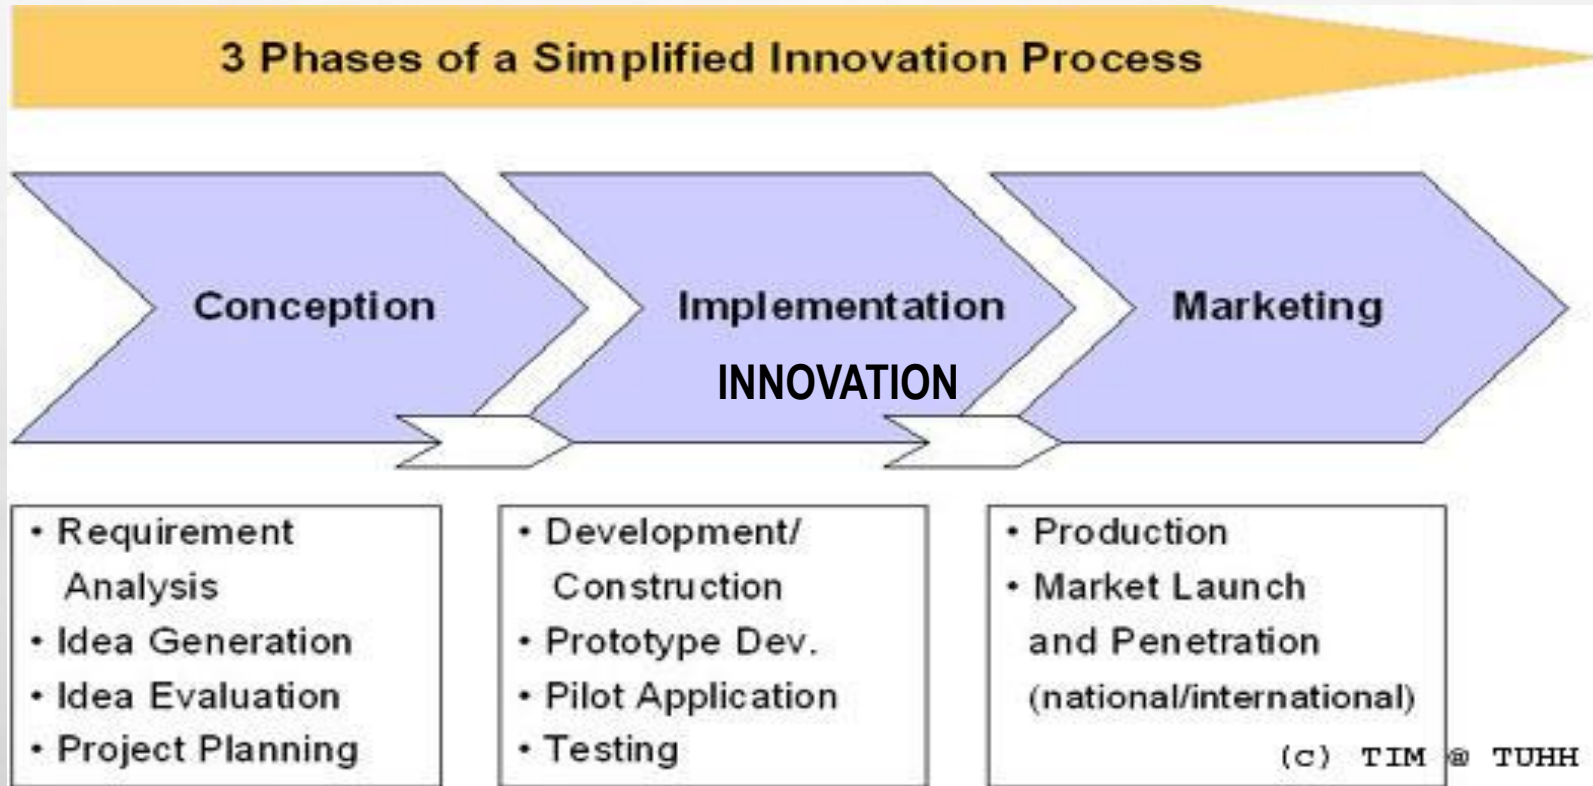 3 Phases of a Simplified Innovation Process
Conception
Implementation
INNOVATION
Marketing
• Requirement
Analysis
• Idea Generation
• Idea Evaluation
• Project Planning
• Development/
Construction
• Prototype Dev.
• Pilot Application
• Testing
• Production
• Market Launch
and Penetration
(national/international)
(c) TIM @ TUHH